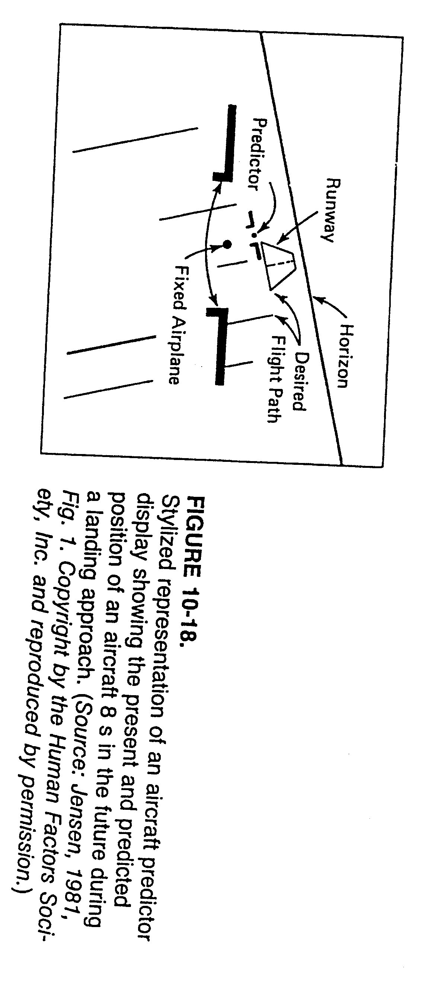 Runway
Horizon
Predictor
Desired
Flight Path
Fixed Airplane
FIGURE 10-18.
Stylized representation of an aircraft predictor
display showing the present and predicted
position of an aircraft 8 s in the future during
a landing approach. (Source: Jensen, 1981,
Fig. 1. Copyright by the Human Factors Soci-
ety, Inc. and reproduced by permission.)